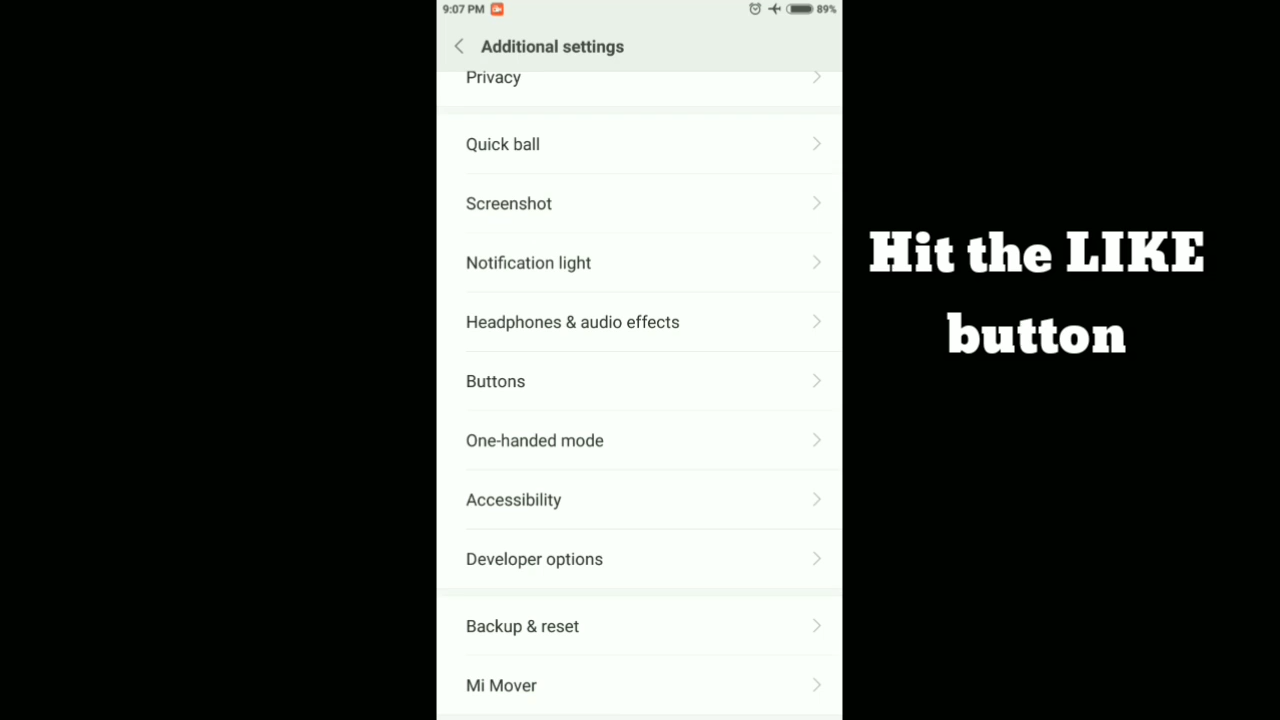 9:07 PM 89%
Additional settings
Privacy
Quick ball
Screenshot
Notification light
Headphones & audio effects
Buttons
One-handed mode
Accessibility
Developer options
Backup & reset
Mi Mover
Hit the LIKE
button